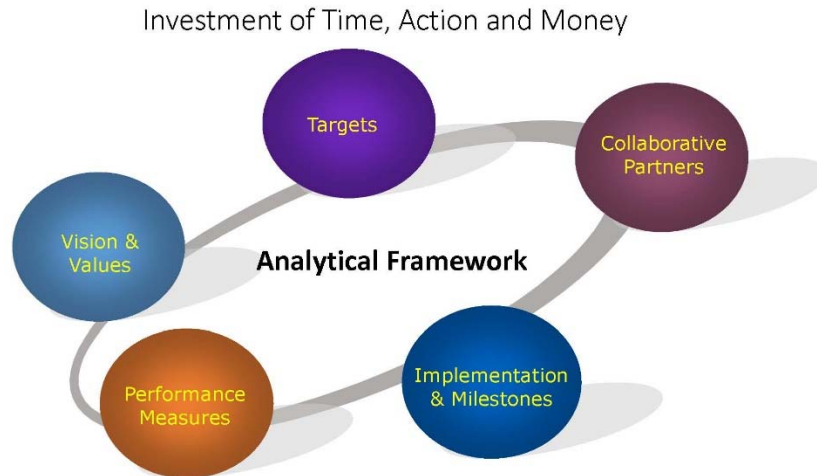 Investment of Time, Action and Money
Targets
Collaborative
Partners
Vision &
Values
Analytical Framework
Implementation
& Milestones
Performance
Measures